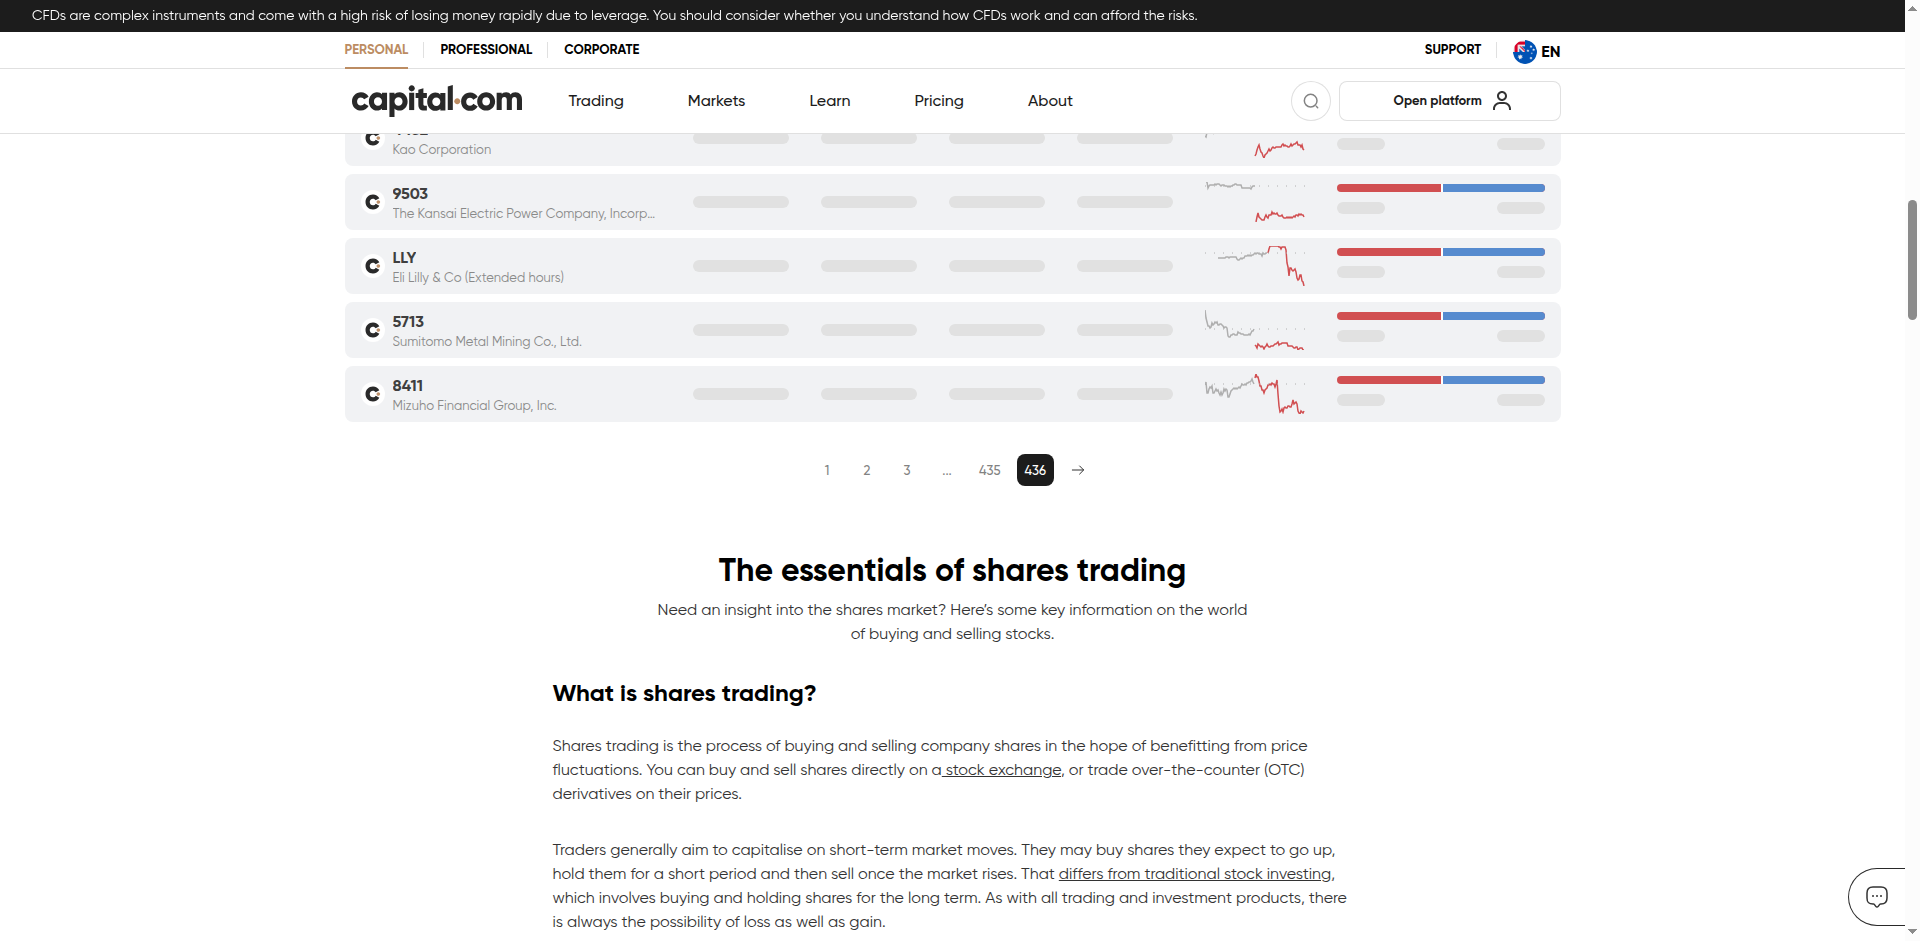 CFDs are complex instruments and come with a high risk of losing money rapidly due to leverage. You should consider whether you understand how CFDs work and can afford the risks.
PERSONAL PROFESSIONAL CORPORATE SUPPORT EN
capital.com Trading Markets Learn Pricing About Open platform
Kao Corporation
9503
The Kansai Electric Power Company, Incorp...
LLY
Eli Lilly & Co (Extended hours)
5713
Sumitomo Metal Mining Co., Ltd.
8411
Mizuho Financial Group, Inc.
1 2 3 ... 435 436
The essentials of shares trading
Need an insight into the shares market? Here's some key information on the world
of buying and selling stocks.
What is shares trading?
Shares trading is the process of buying and selling company shares in the hope of benefitting from price
fluctuations. You can buy and sell shares directly on a stock exchange, or trade over-the-counter (OTC)
derivatives on their prices.
Traders generally aim to capitalise on short-term market moves. They may buy shares they expect to go up,
hold them for a short period and then sell once the market rises. That differs from traditional stock investing,
which involves buying and holding shares for the long term. As with all trading and investment products, there
is always the possibility of loss as well as gain.